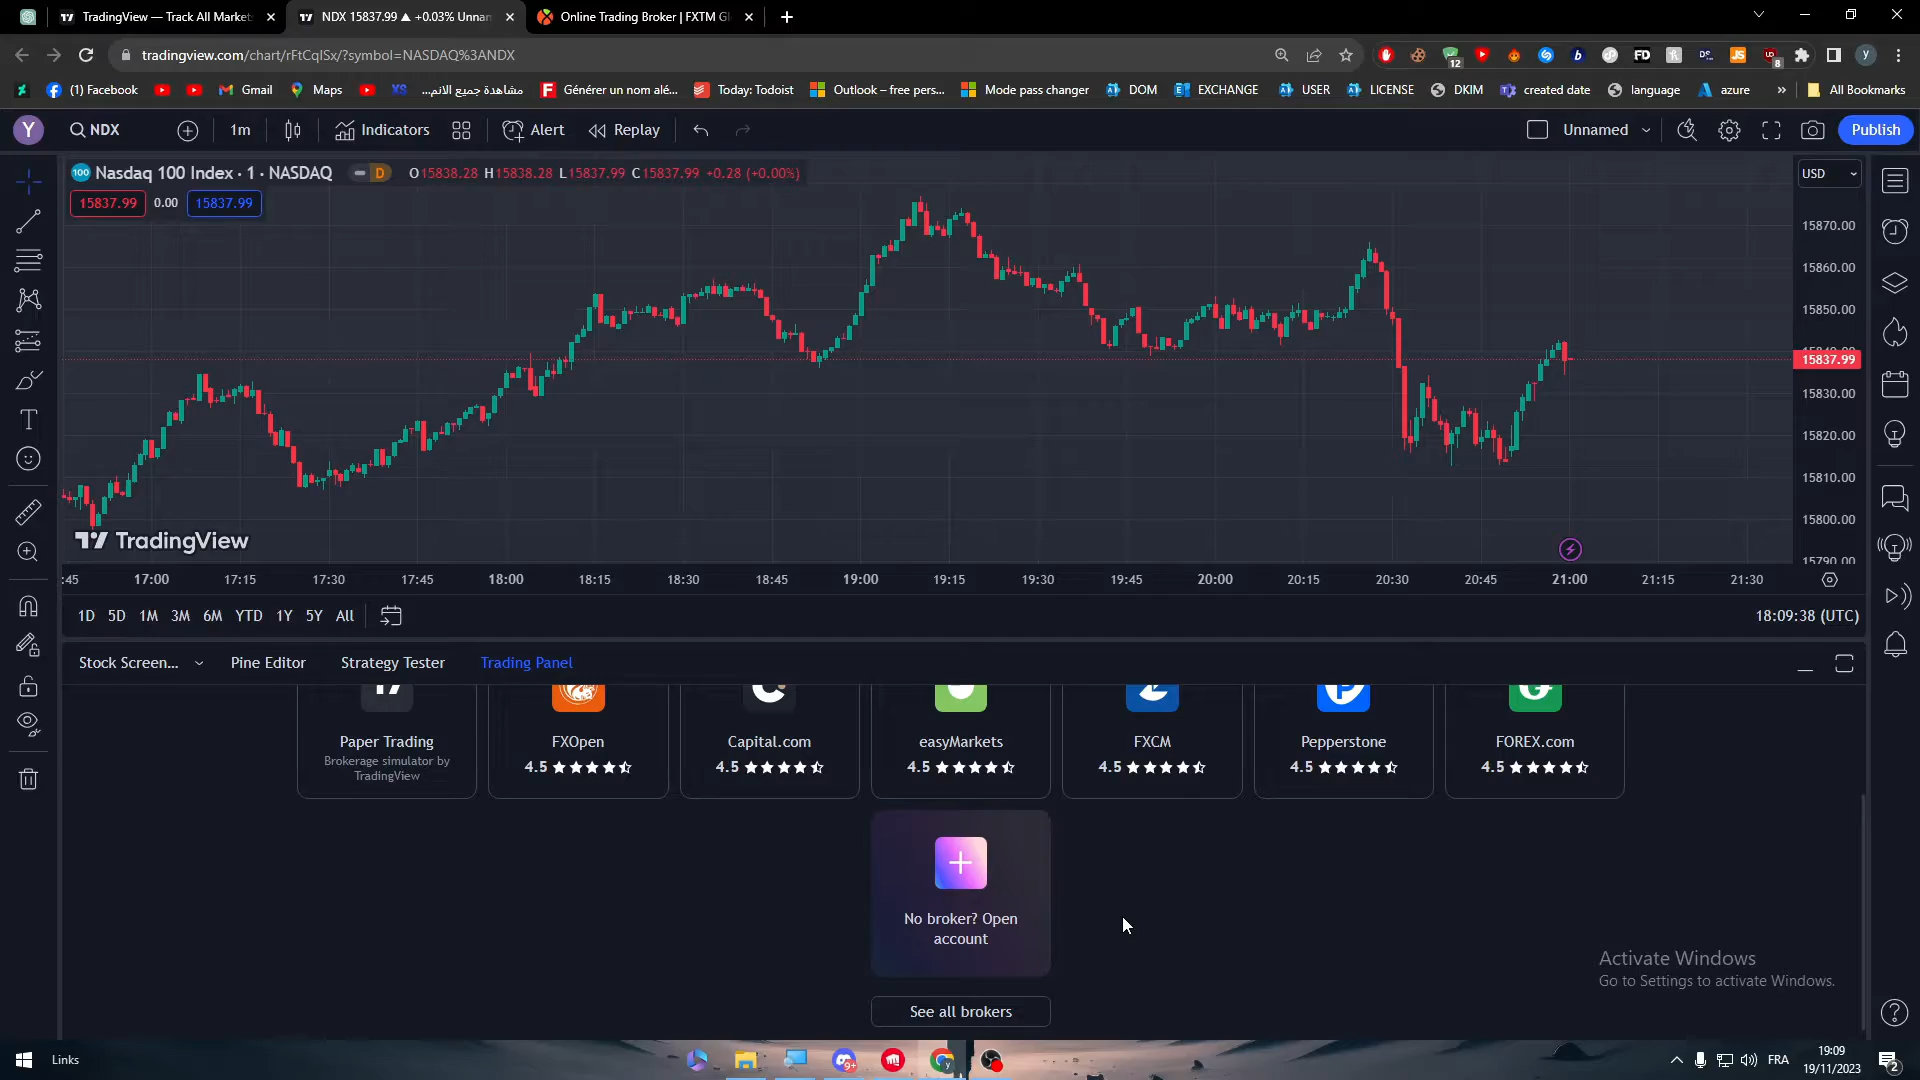 TradingView — Track All Market
NDX 15837.99 ▲ +0.03% Unnan
Online Trading Broker | FXTM Gl
tradingview.com/chart/rFtCqlSx/?symbol=NASDAQ%3ANDX
(1) Facebook
Gmail
Maps
مشاهدة جميع الانم...
Générer un nom alé...
Today: Todoist
Outlook – free pers...
Mode pass changer
DOM
EXCHANGE
USER
LICENSE
DKIM
created date
language
azure
»
All Bookmarks
Y NDX 1m Indicators Alert Replay Unnamed Publish
Nasdaq 100 Index · 1 · NASDAQ D O15838.28 H15838.28 L15837.99 C15837.99 +0.28 (+0.00%) USD
15837.99 0.00 15837.99
15870.00
15860.00
15850.00
15837.99
15830.00
15820.00
15810.00
15800.00
15790.00
TradingView
:45 17:00 17:15 17:30 17:45 18:00 18:15 18:30 18:45 19:00 19:15 19:30 19:45 20:00 20:15 20:30 20:45 21:00 21:15 21:30
1D 5D 1M 3M 6M YTD 1Y 5Y All 18:09:38 (UTC)
Stock Screen... Pine Editor Strategy Tester Trading Panel
Paper Trading
Brokerage simulator by
TradingView
FXOpen
4.5
Capital.com
4.5
easyMarkets
4.5
FXCM
4.5
Pepperstone
4.5
FOREX.com
4.5
No broker? Open
account
See all brokers
Activate Windows
Go to Settings to activate Windows.
Links
FRA
19:09
19/11/2023
2